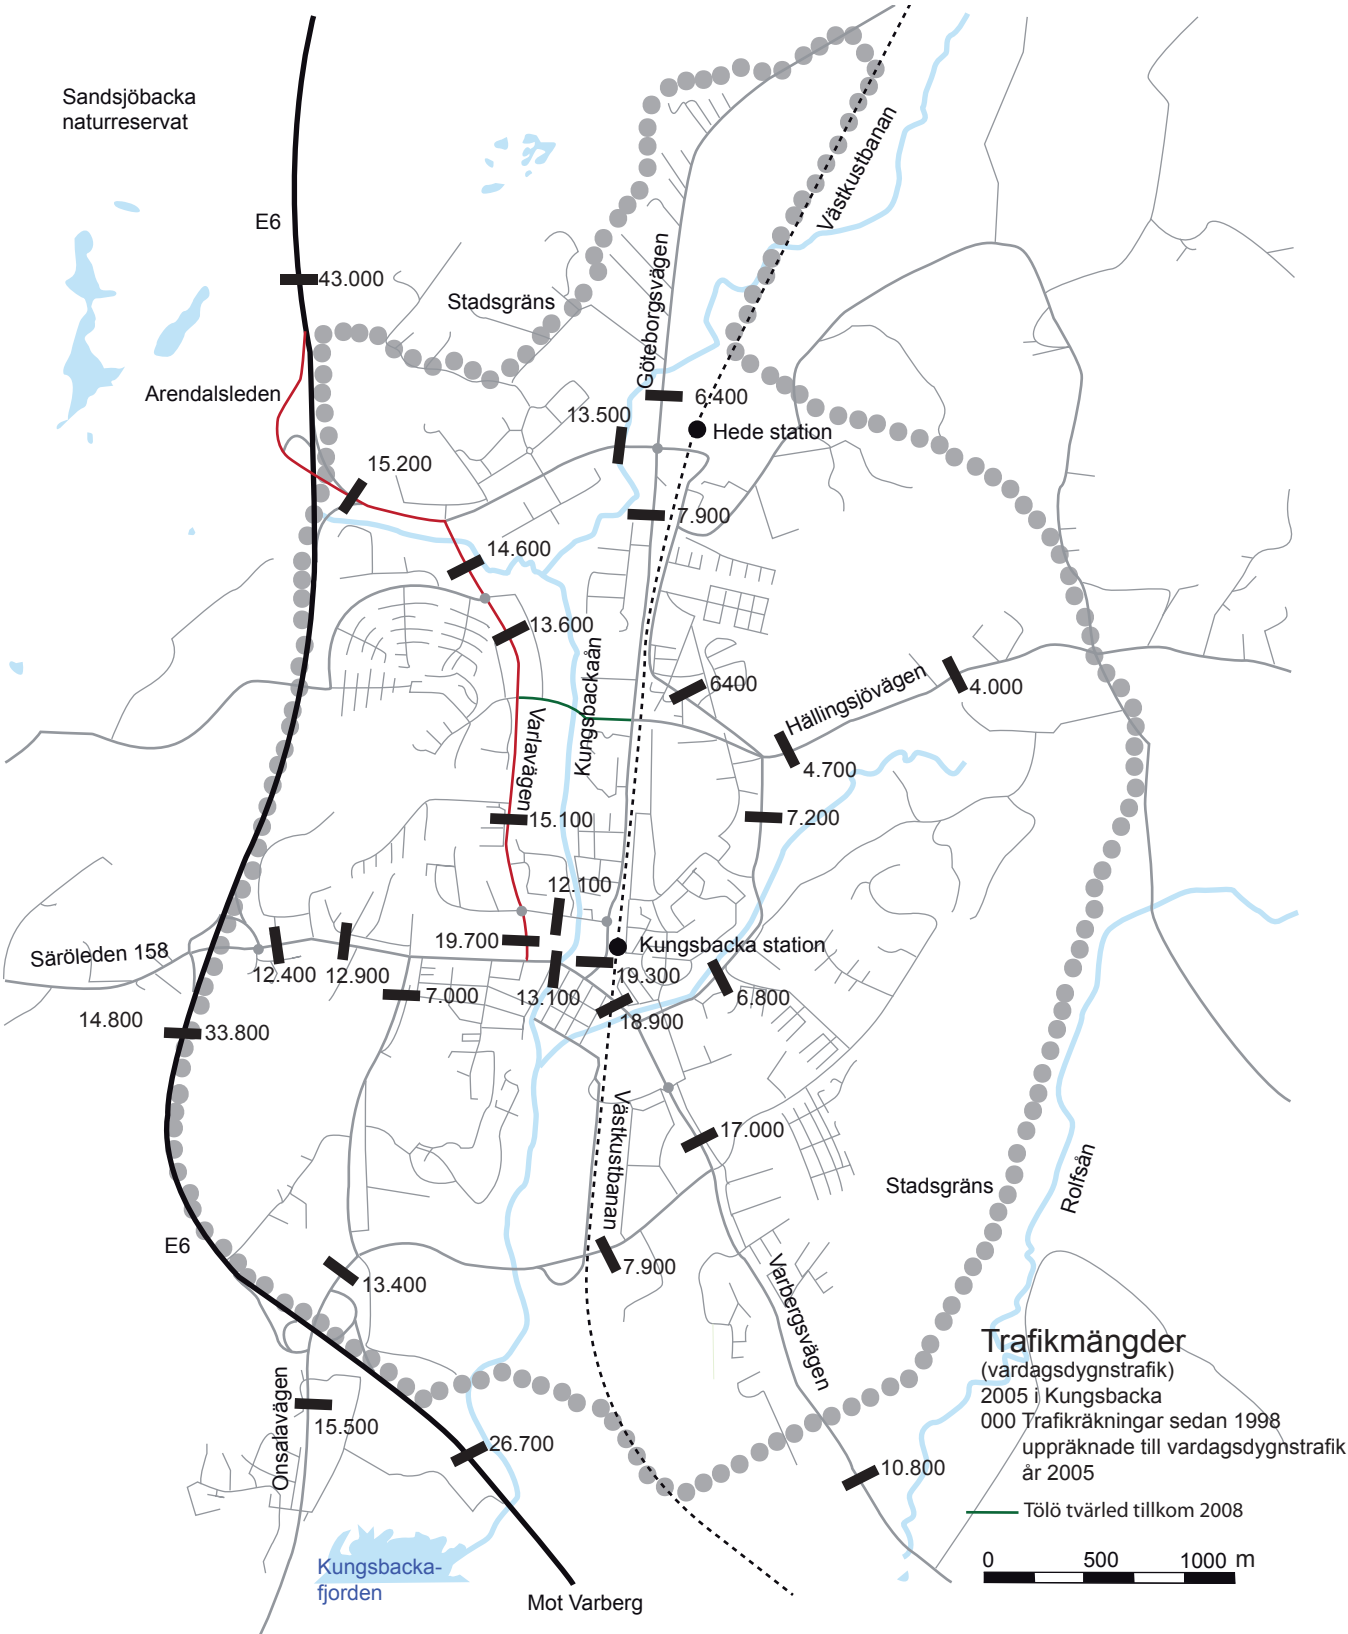 Sandsjöbacka
naturreservat
Västkustbanan
E6
Göteborgsvägen
43.000
Stadsgräns
Arendalsleden
6.400
13.500
Hede station
15.200
7.900
14.600
13.600
Kungsbackaån
6400
Hällingsjövägen
4.000
Varlavägen
4.700
15.100
7.200
12.100
19.700
Kungsbacka station
Säröleden 158
12.400
12.900
19.300
7.000
13.100
6.800
14.800
33.800
18.900
Västkustbanan
17.000
Rolfsån
Stadsgräns
E6
7.900
13.400
Varbergsvägen
Trafikmängder
(vardagsdygnstrafik)
2005 i Kungsbacka
000 Trafikräkningar sedan 1998
uppräknade till vardagsdygnstrafik
år 2005
Onsalavägen
15.500
26.700
10.800
Tölö tvärled tillkom 2008
0 500 1000 m
Kungsbacka-
fjorden
Mot Varberg